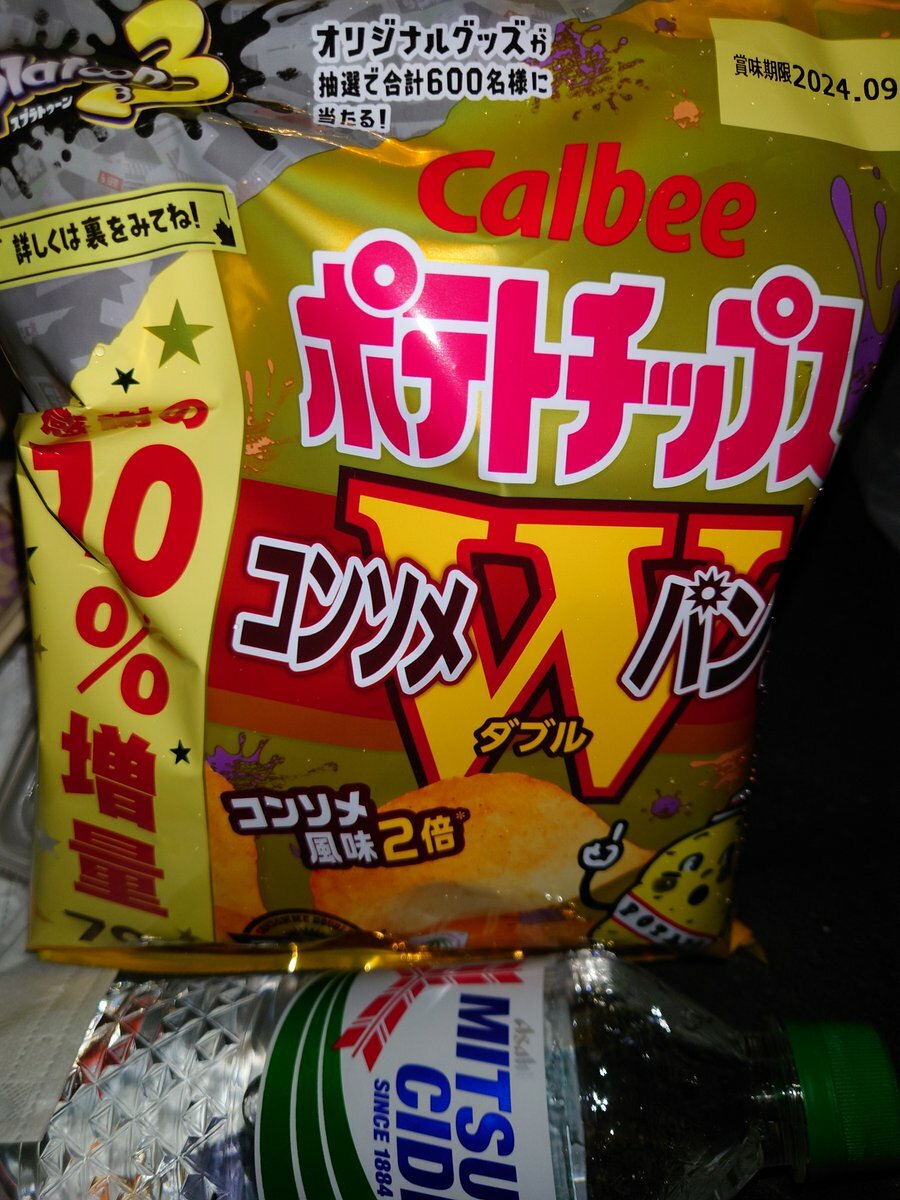 3
スプラトゥーン
オリジナルグッズが
抽選で合計600名様に
当たる!
賞味期限2024.09
詳しくは裏をみてね!
Calbee
ポテトチップス
感謝の
10
%
増
量
コンソメ
W
パン
ダブル
コンソメ
風味2倍*
Asahi
MITSU
CID
SINCE 1884